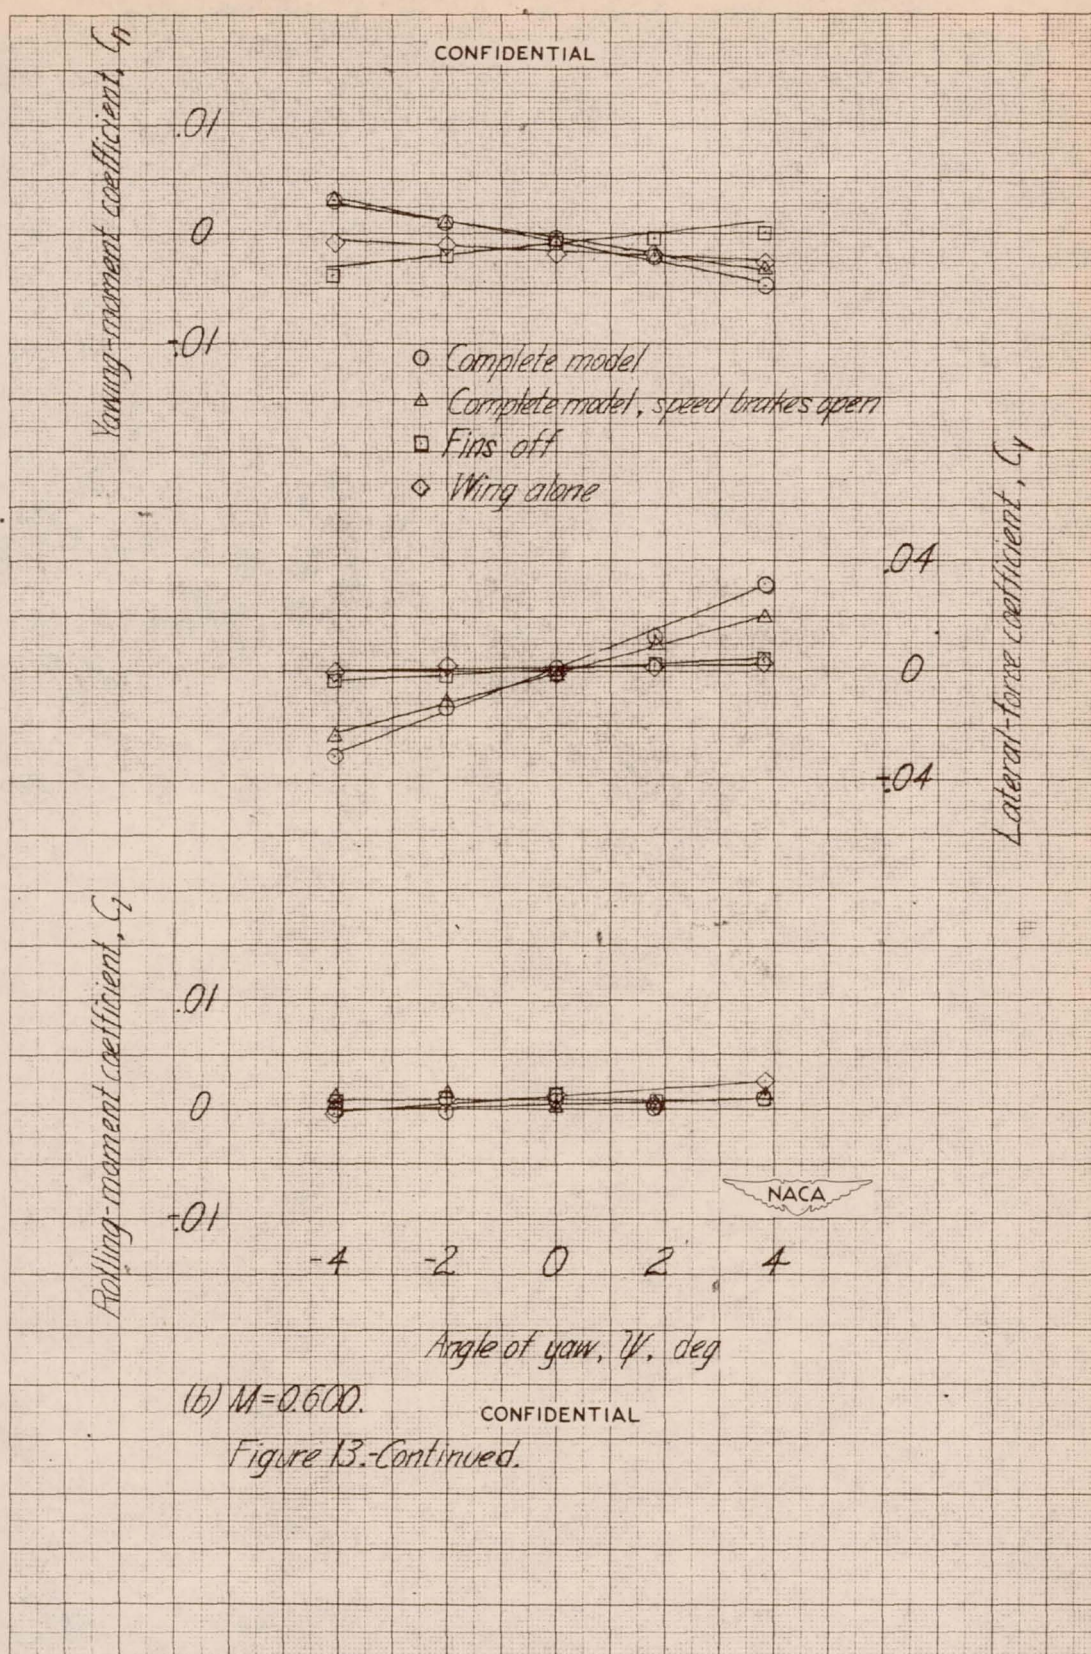 CONFIDENTIAL
Yawing-moment coefficient, Cn
.01
0
-.01
Complete model
Complete model, speed brakes open
Fins off
Wing alone
Lateral-force coefficient, Cy
.04
0
-.04
Rolling-moment coefficient, Cl
.01
0
-.01
NACA
-4 -2 0 2 4
Angle of yaw, Ψ, deg
(b) M=0.600.
CONFIDENTIAL
Figure 13.-Continued.